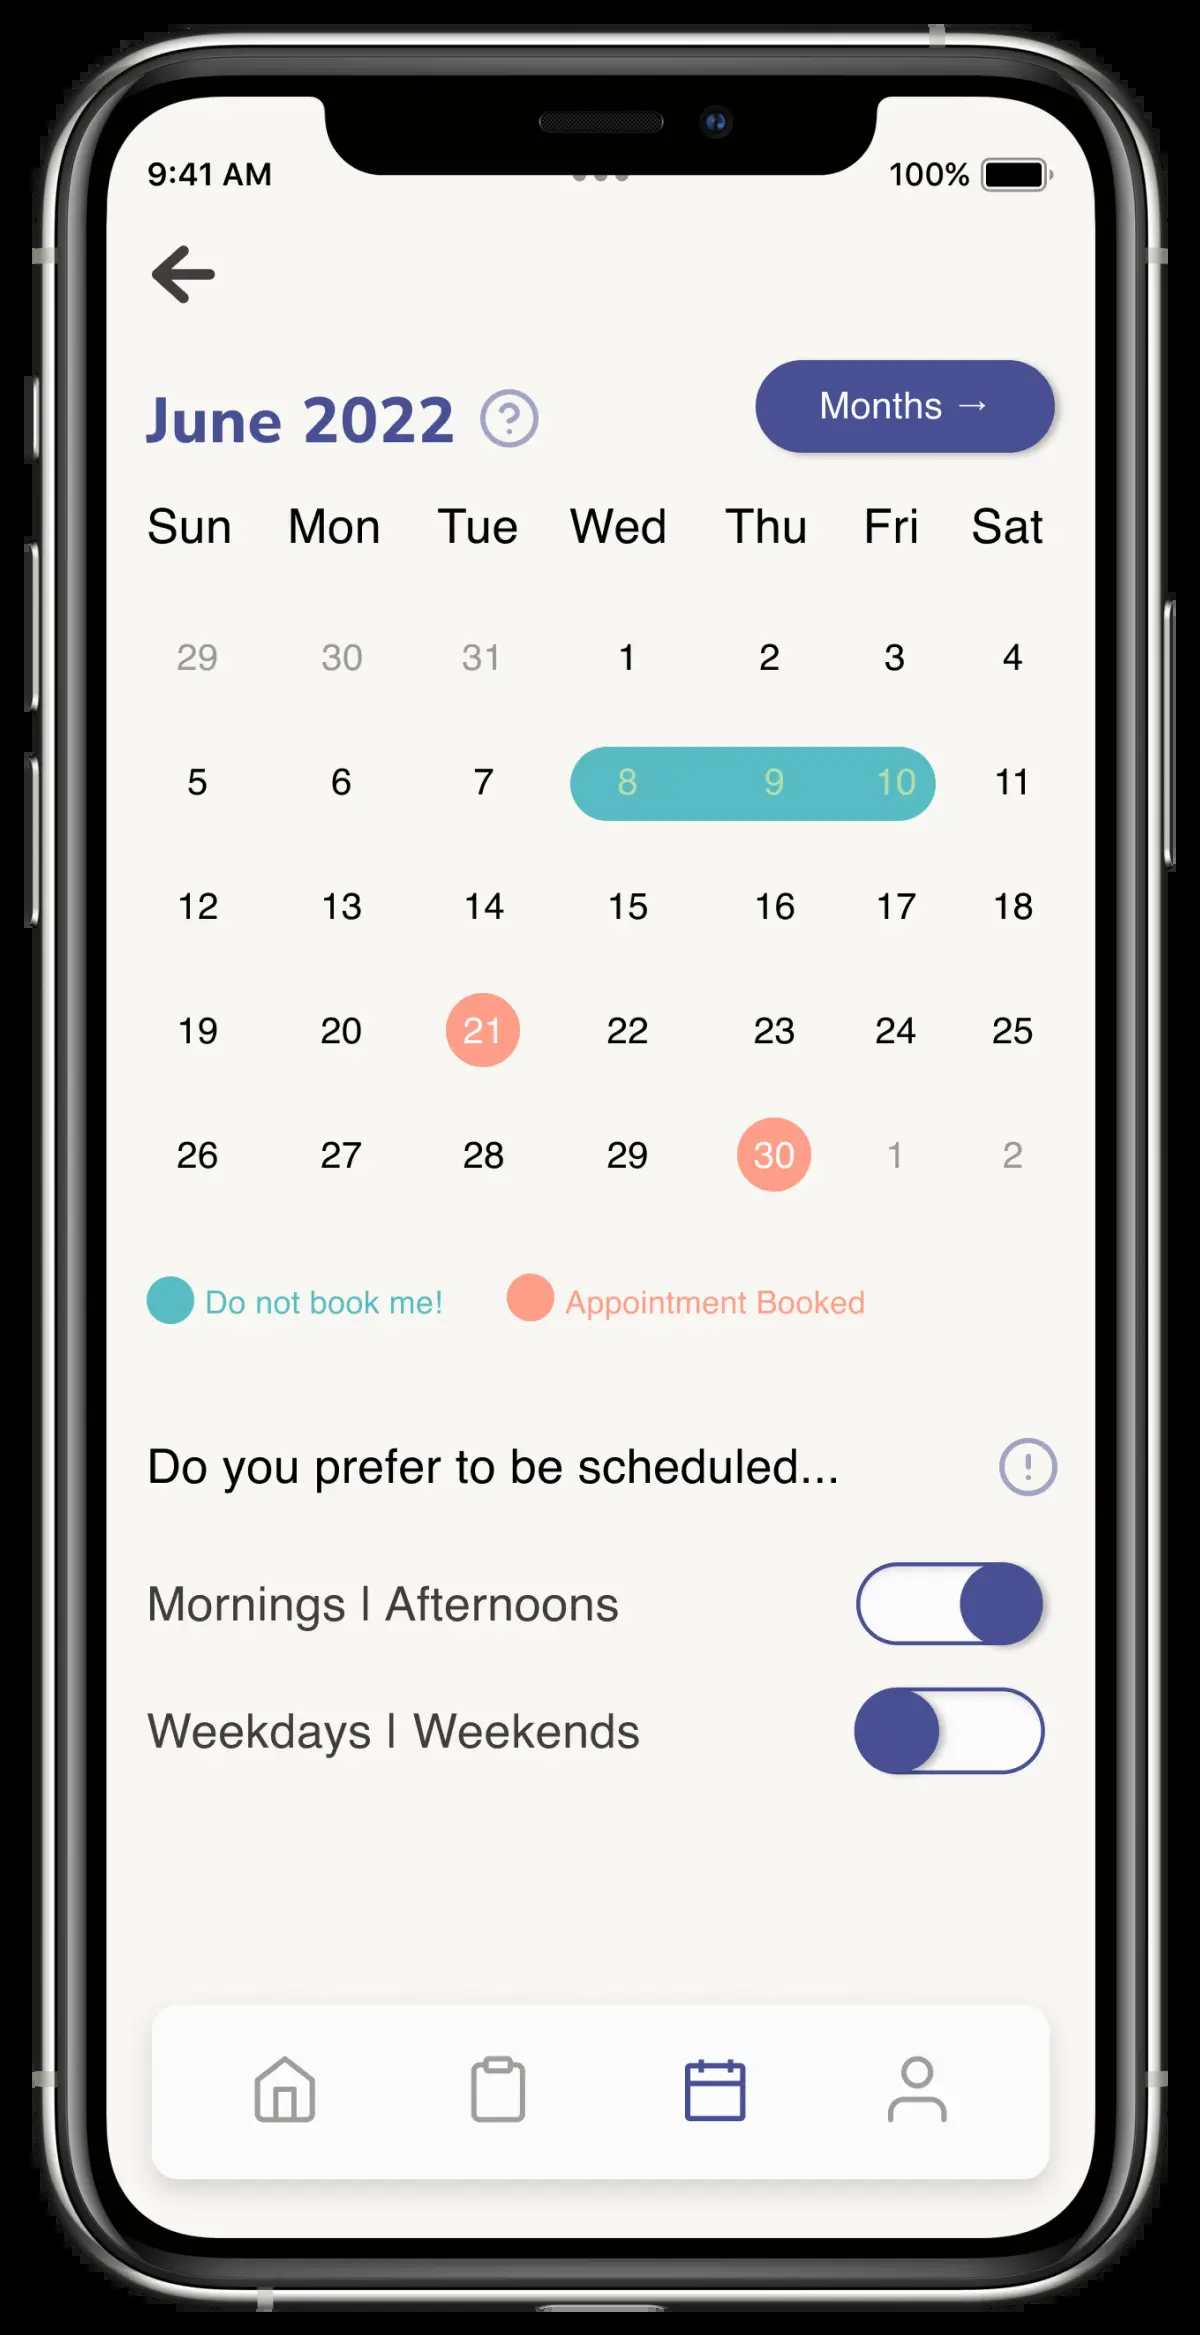 9:41 AM 100%
June 2022 ?
Months →
Sun Mon Tue Wed Thu Fri Sat
29 30 31 1 2 3 4
5 6 7 8 9 10 11
12 13 14 15 16 17 18
19 20 21 22 23 24 25
26 27 28 29 30 1 2
Do not book me! Appointment Booked
Do you prefer to be scheduled... !
Mornings | Afternoons
Weekdays | Weekends